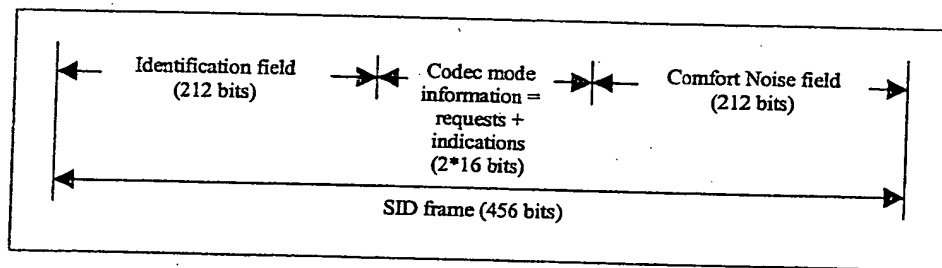 Identification field
(212 bits)
Codec mode
information =
requests +
indications
(2*16 bits)
Comfort Noise field
(212 bits)
SID frame (456 bits)